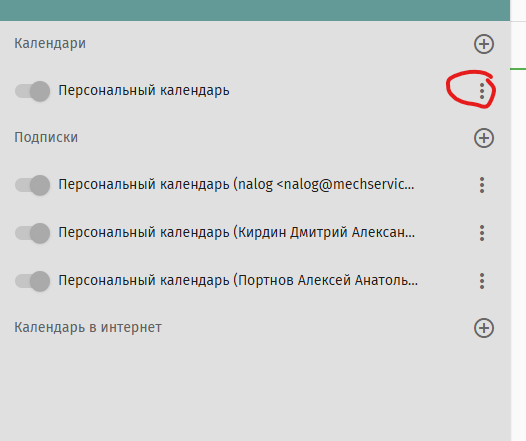 Календари
Персональный календарь
Подписки
Персональный календарь (nalog <nalog@mechservic...
Персональный календарь (Кирдин Дмитрий Алексан...
Персональный календарь (Портнов Алексей Анатоль...
Календарь в интернет